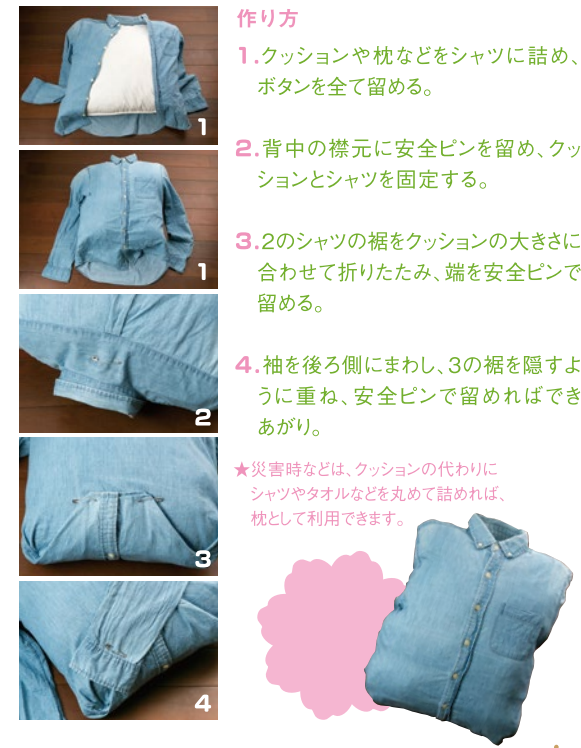 作り方
1.クッションや枕などをシャツに詰め、
ボタンを全て留める。
2.背中の襟元に安全ピンを留め、クッ
ションとシャツを固定する。
3.2のシャツの裾をクッションの大きさに
合わせて折りたたみ、端を安全ピンで
留める。
4.袖を後ろ側にまわし、3の裾を隠すよ
うに重ね、安全ピンで留めればでき
あがり。
★災害時などは、クッションの代わりに
シャツやタオルなどを丸めて詰めれば、
枕として利用できます。
1
1
2
3
4